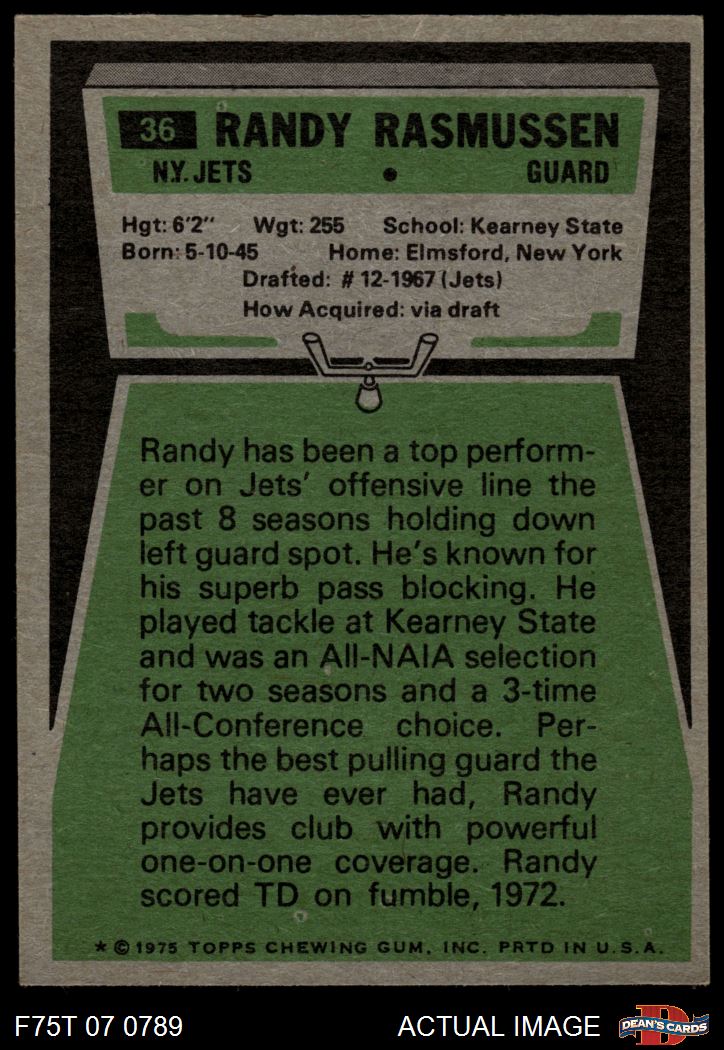 36 RANDY RASMUSSEN
N.Y. JETS • GUARD
Hgt: 6'2" Wgt: 255 School: Kearney State
Born: 5-10-45 Home: Elmsford, New York
Drafted: # 12-1967 (Jets)
How Acquired: via draft
Randy has been a top perform-
er on Jets' offensive line the
past 8 seasons holding down
left guard spot. He's known for
his superb pass blocking. He
played tackle at Kearney State
and was an All-NAIA selection
for two seasons and a 3-time
All-Conference choice. Per-
haps the best pulling guard the
Jets have ever had, Randy
provides club with powerful
one-on-one coverage. Randy
scored TD on fumble, 1972.
* © 1975 TOPPS CHEWING GUM, INC. PRTD IN U.S.A.
F75T 07 0789 ACTUAL IMAGE D DEAN'S CARDS